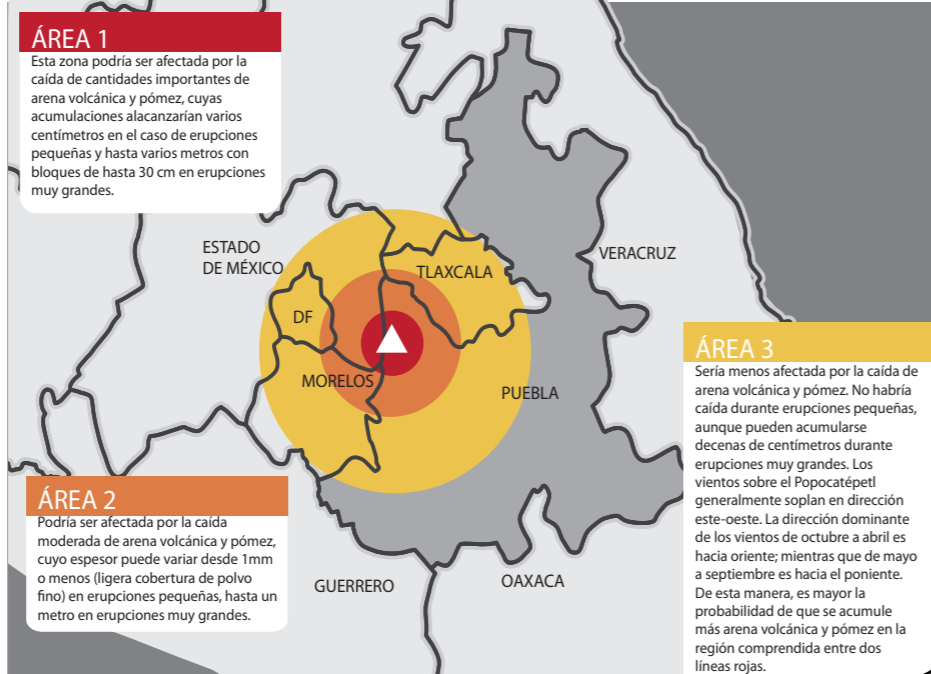 ÁREA 1
Esta zona podría ser afectada por la
caída de cantidades importantes de
arena volcánica y pómez, cuyas
acumulaciones alacanzarían varios
centímetros en el caso de erupciones
pequeñas y hasta varios metros con
bloques de hasta 30 cm en erupciones
muy grandes.
ESTADO
DE MÉXICO
TLAXCALA
VERACRUZ
DF
MORELOS
PUEBLA
GUERRERO
OAXACA
ÁREA 2
Podría ser afectada por la caída
moderada de arena volcánica y pómez,
cuyo espesor puede variar desde 1mm
o menos (ligera cobertura de polvo
fino) en erupciones pequeñas, hasta un
metro en erupciones muy grandes.
ÁREA 3
Sería menos afectada por la caída de
arena volcánica y pómez. No habría
caída durante erupciones pequeñas,
aunque pueden acumularse
decenas de centímetros durante
erupciones muy grandes. Los
vientos sobre el Popocatépetl
generalmente soplan en dirección
este-oeste. La dirección dominante
de los vientos de octubre a abril es
hacia oriente; mientras que de mayo
a septiembre es hacia el poniente.
De esta manera, es mayor la
probabilidad de que se acumule
más arena volcánica y pómez en la
región comprendida entre dos
líneas rojas.